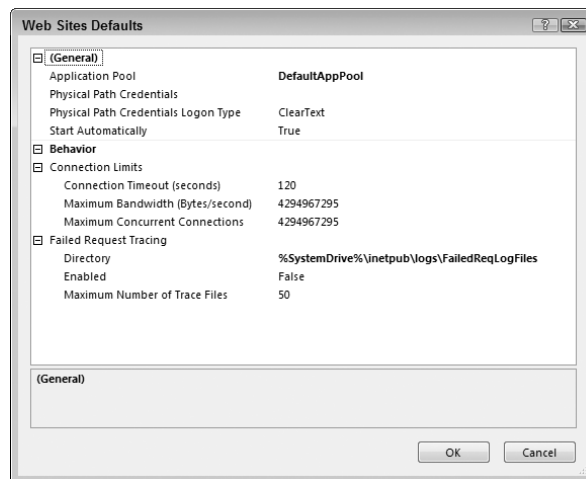 Web Sites Defaults
(General)
Application Pool DefaultAppPool
Physical Path Credentials
Physical Path Credentials Logon Type ClearText
Start Automatically True
Behavior
Connection Limits
Connection Timeout (seconds) 120
Maximum Bandwidth (Bytes/second) 4294967295
Maximum Concurrent Connections 4294967295
Failed Request Tracing
Directory %SystemDrive%\inetpub\logs\FailedReqLogFiles
Enabled False
Maximum Number of Trace Files 50
(General)
OK Cancel